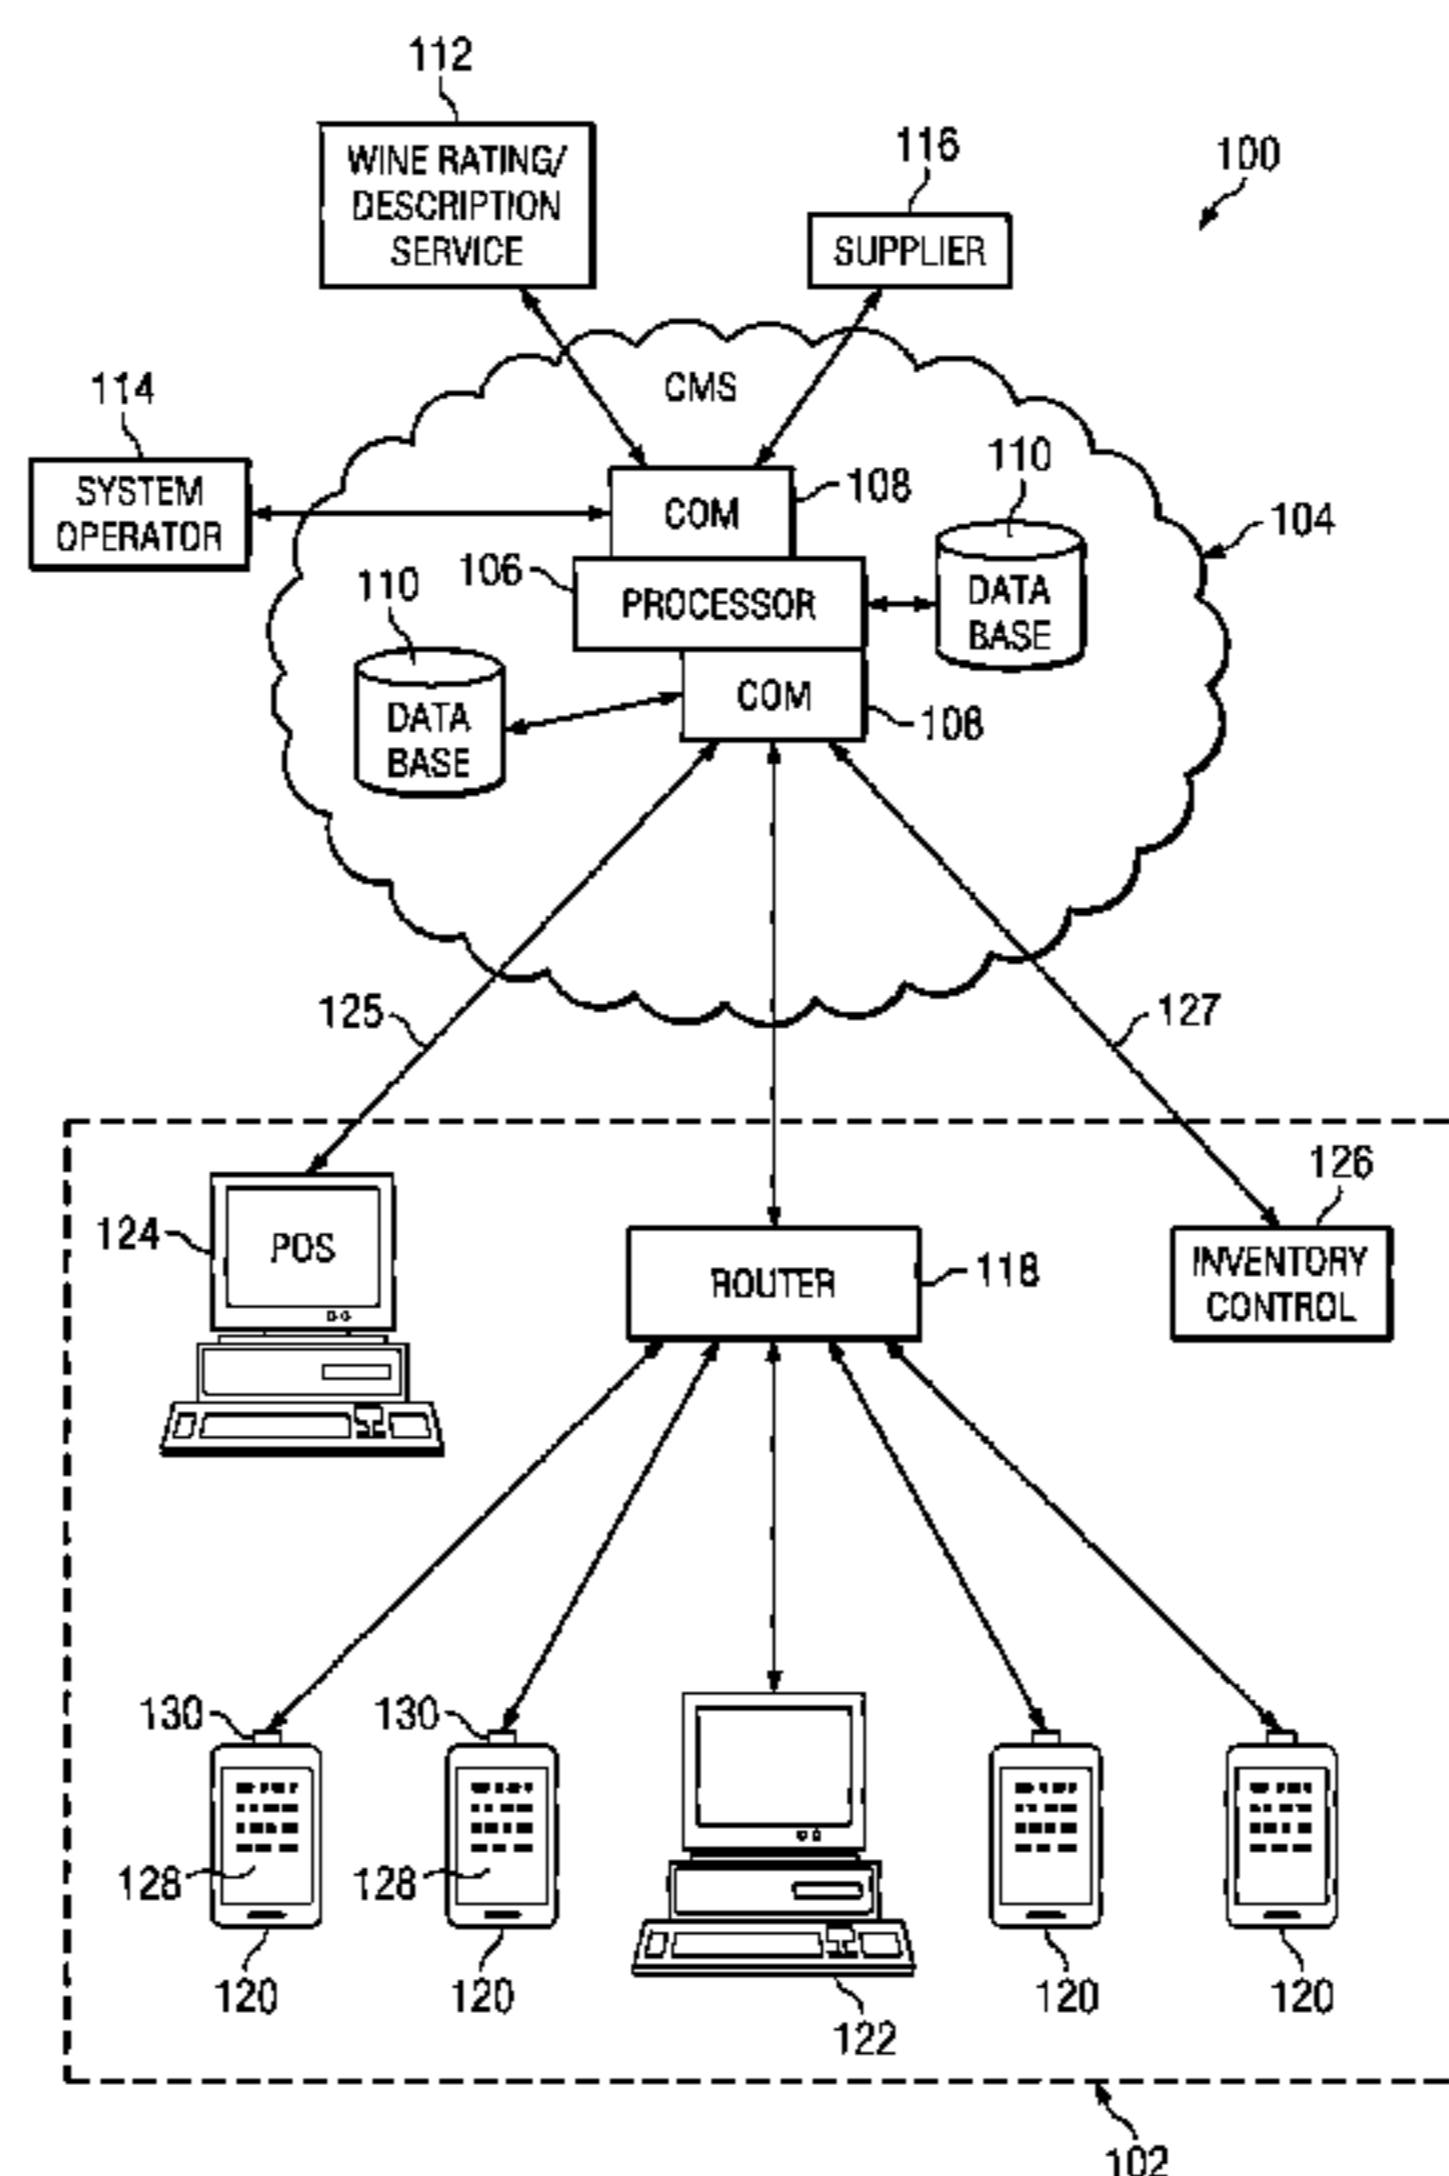 112
WINE RATING/
DESCRIPTION
SERVICE
116
SUPPLIER
100
CMS
114
SYSTEM
OPERATOR
COM
108
110
DATA
BASE
104
106
PROCESSOR
110
DATA
BASE
COM
108
125
127
124
POS
ROUTER
118
126
INVENTORY
CONTROL
130
130
128
128
120
120
122
120
120
102